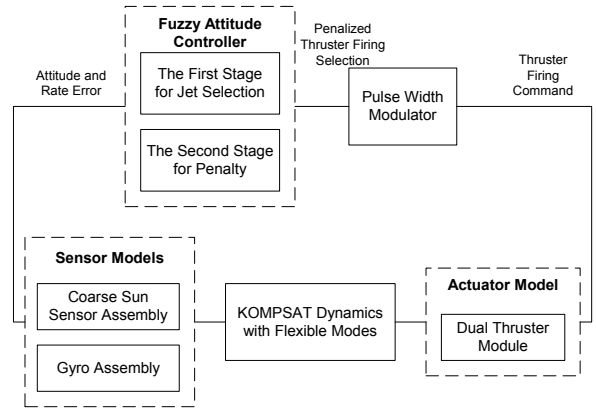 Fuzzy Attitude
Controller
The First Stage
for Jet Selection
The Second Stage
for Penalty
Attitude and
Rate Error
Penalized
Thruster Firing
Selection
Pulse Width
Modulator
Thruster
Firing
Command
Sensor Models
Coarse Sun
Sensor Assembly
Gyro Assembly
KOMPSAT Dynamics
with Flexible Modes
Actuator Model
Dual Thruster
Module